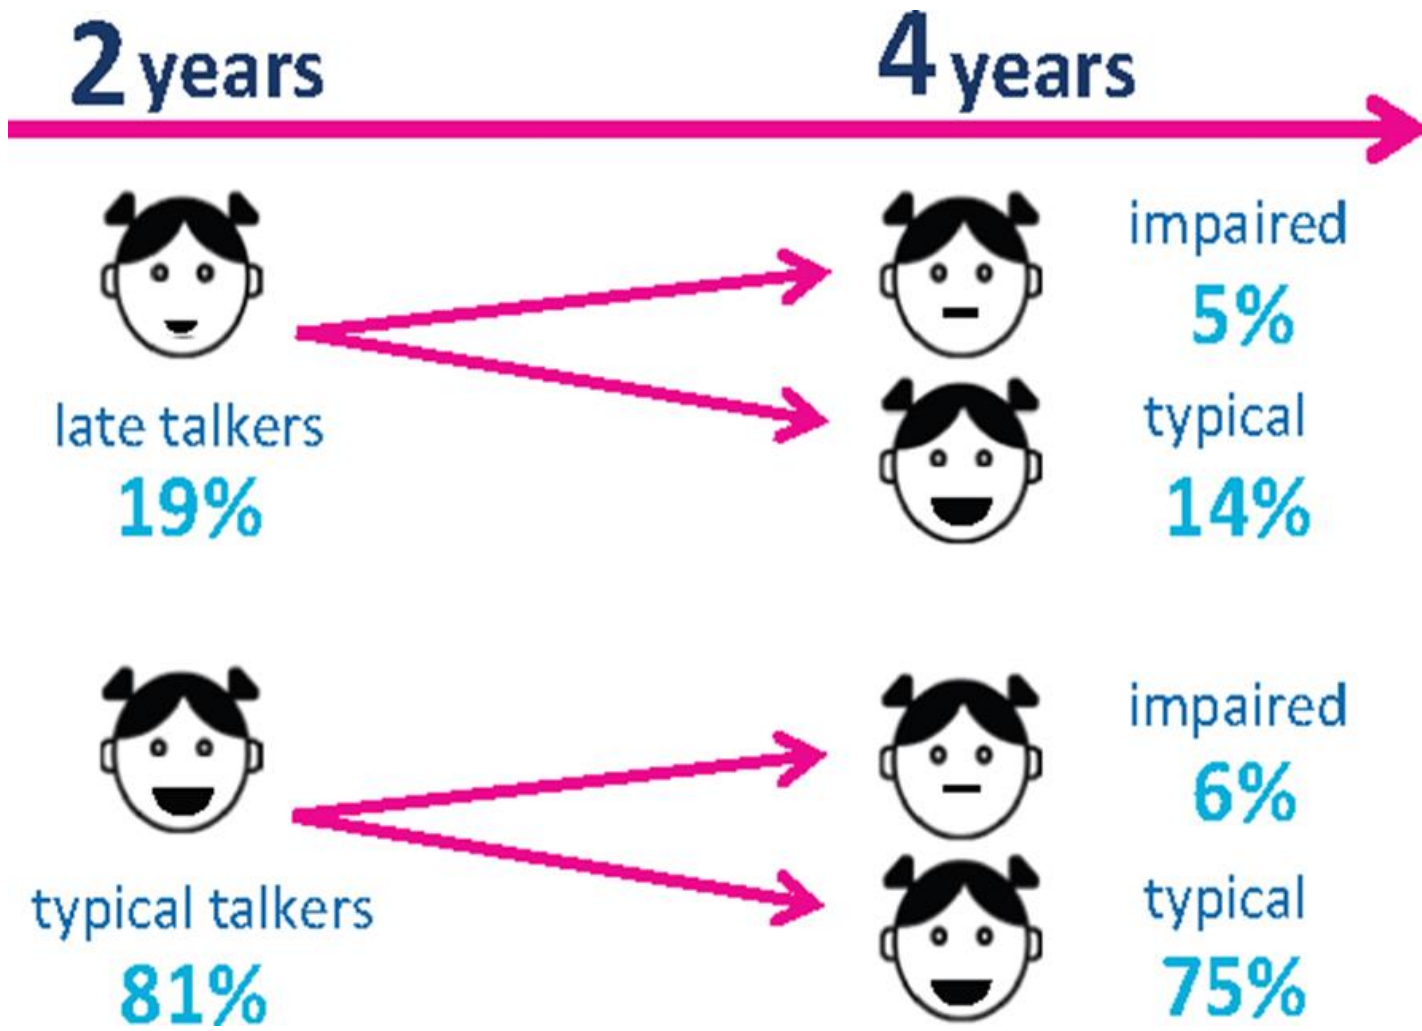 2 years
4 years
impaired
5%
late talkers
19%
typical
14%
impaired
6%
typical talkers
81%
typical
75%